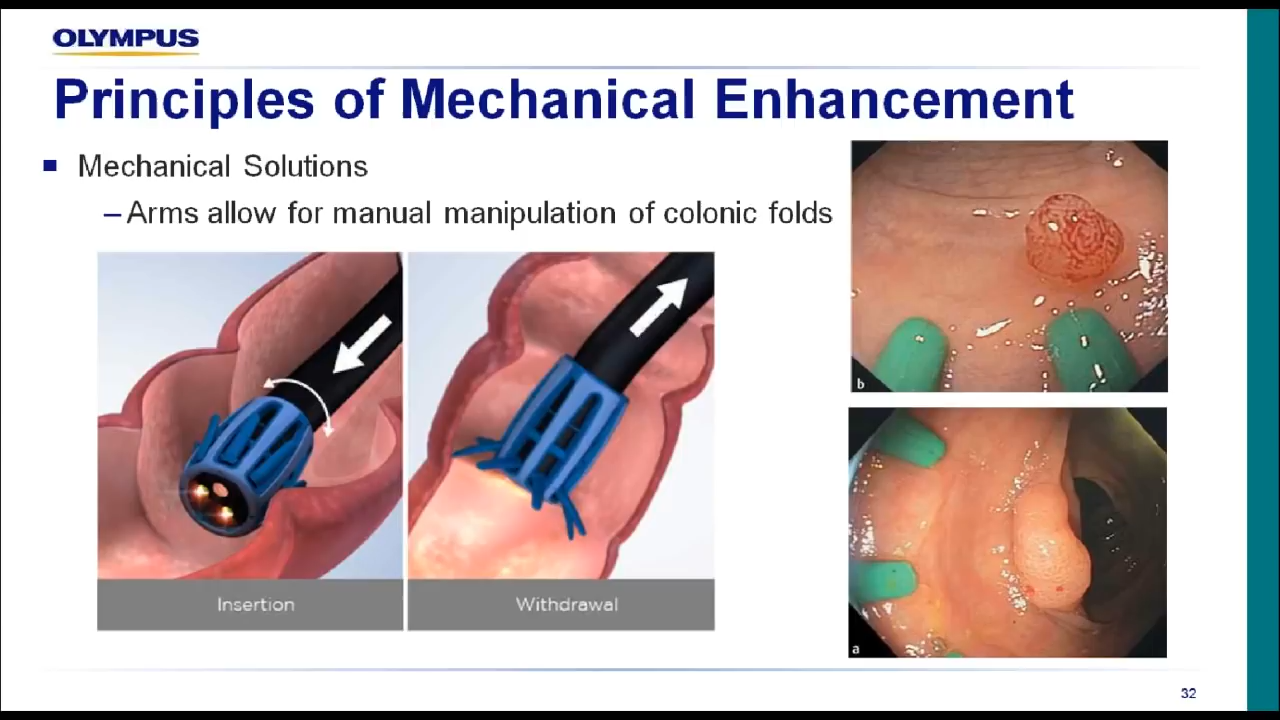 OLYMPUS
Principles of Mechanical Enhancement
Mechanical Solutions
–Arms allow for manual manipulation of colonic folds
b
Insertion
Withdrawal
a
32